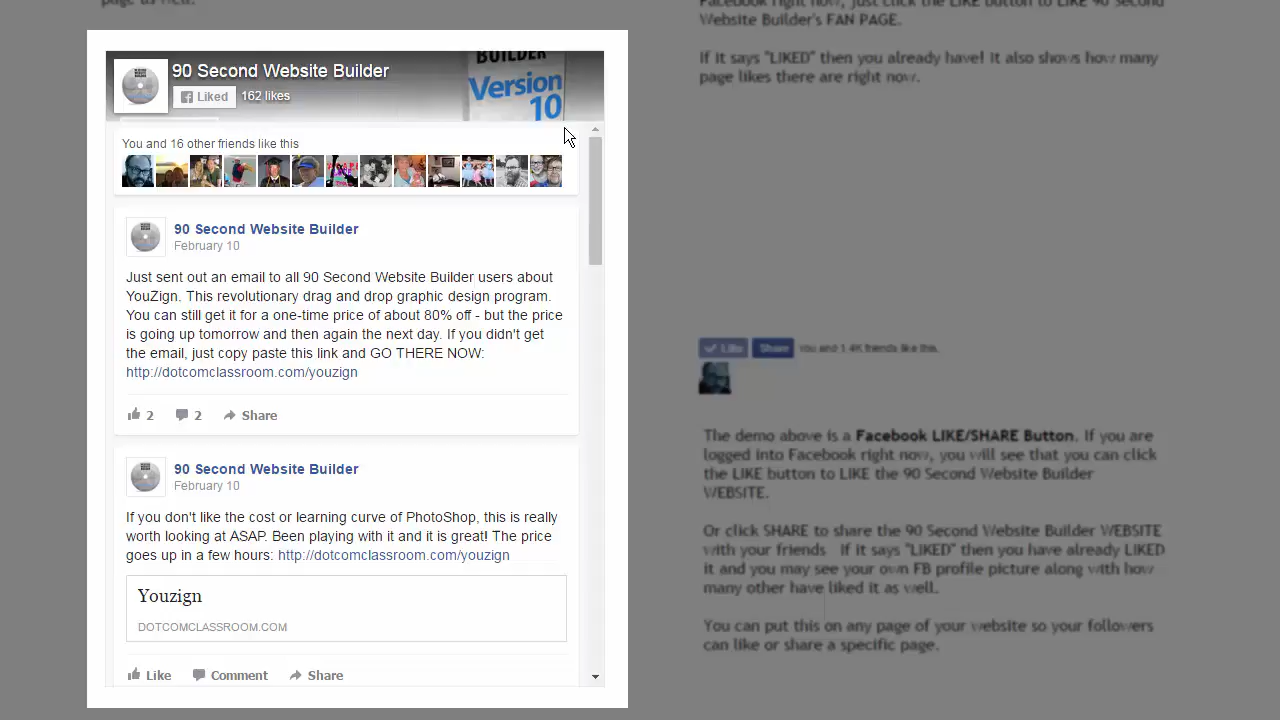 page as well.
BUILDER
Version
10
90 Second Website Builder
Liked 162 likes
You and 16 other friends like this
90 Second Website Builder
February 10
Just sent out an email to all 90 Second Website Builder users about
YouZign. This revolutionary drag and drop graphic design program.
You can still get it for a one-time price of about 80% off - but the price
is going up tomorrow and then again the next day. If you didn't get
the email, just copy paste this link and GO THERE NOW:
http://dotcomclassroom.com/youzign
2 2 Share
90 Second Website Builder
February 10
If you don't like the cost or learning curve of PhotoShop, this is really
worth looking at ASAP. Been playing with it and it is great! The price
goes up in a few hours: http://dotcomclassroom.com/youzign
Youzign
DOTCOMCLASSROOM.COM
Like Comment Share
Facebook right now, just click the LIKE button to LIKE 90 Second
Website Builder's FAN PAGE.
If it says "LIKED" then you already have! It also shows how many
page likes there are right now.
Like Share You and 1.4K friends like this.
The demo above is a Facebook LIKE/SHARE Button. If you are
logged into Facebook right now, you will see that you can click
the LIKE button to LIKE the 90 Second Website Builder
WEBSITE.
Or click SHARE to share the 90 Second Website Builder WEBSITE
with your friends If it says "LIKED" then you have already LIKED
it and you may see your own FB profile picture along with how
many other have liked it as well.
You can put this on any page of your website so your followers
can like or share a specific page.